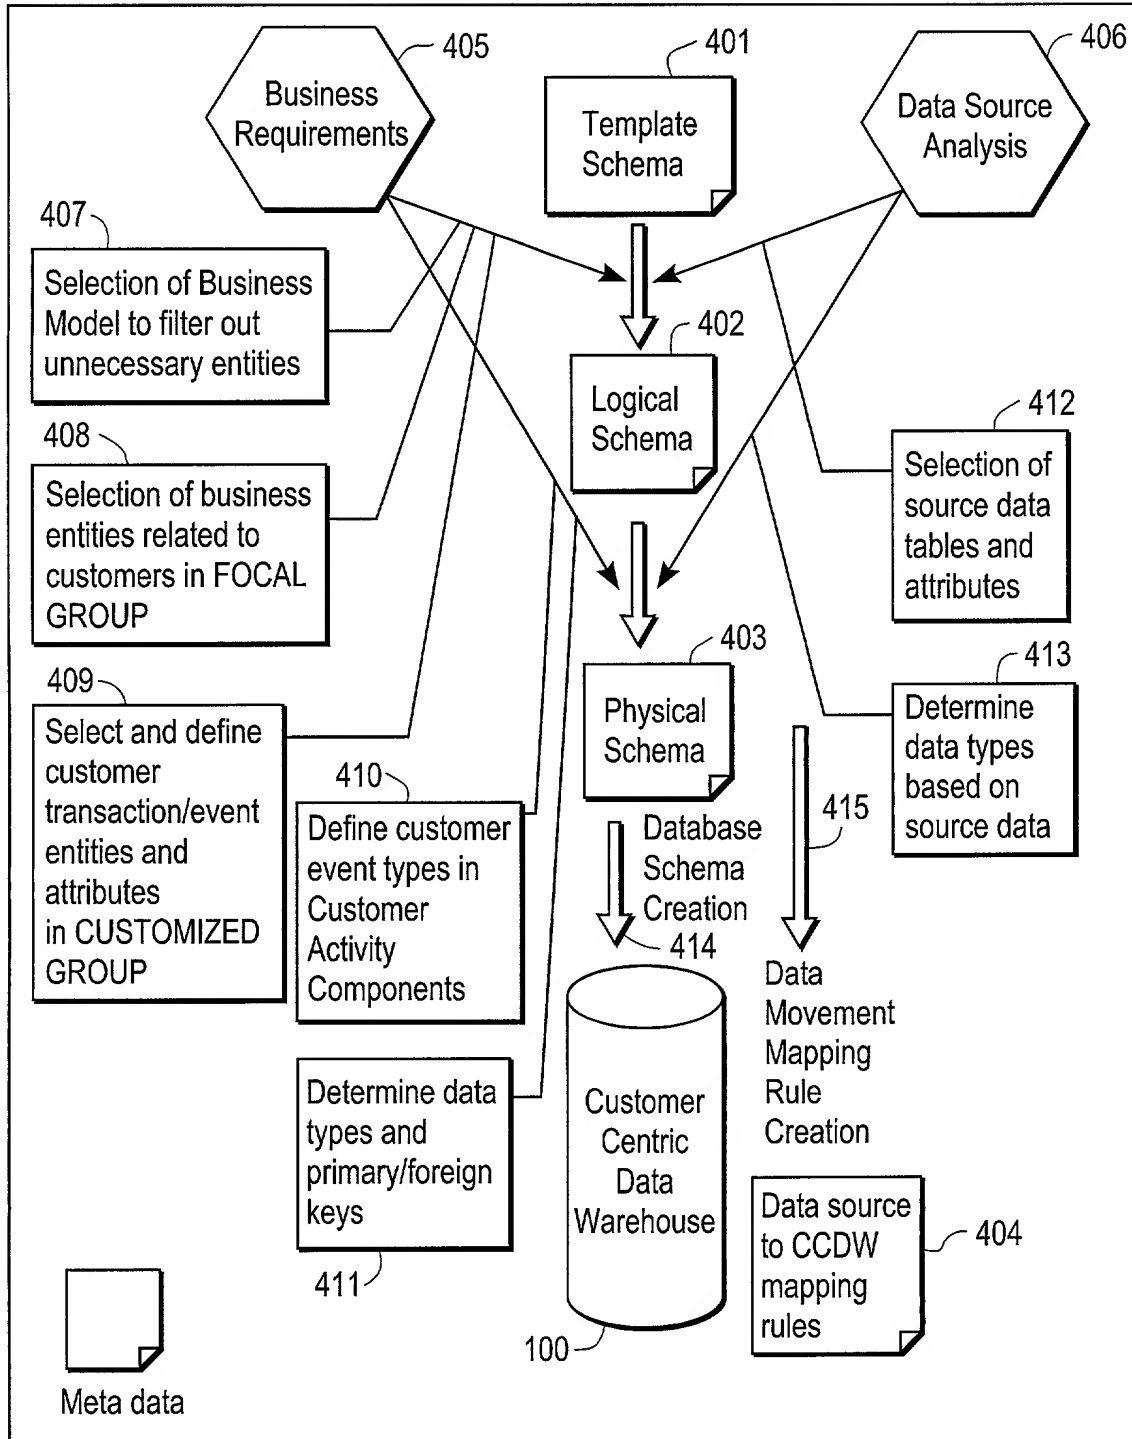 405
Business
Requirements
401
Template
Schema
406
Data Source
Analysis
407
Selection of Business
Model to filter out
unnecessary entities
402
Logical
Schema
408
Selection of business
entities related to
customers in FOCAL
GROUP
412
Selection of
source data
tables and
attributes
409
Select and define
customer
transaction/event
entities and
attributes
in CUSTOMIZED
GROUP
403
Physical
Schema
413
Determine
data types
based on
source data
410
Define customer
event types in
Customer
Activity
Components
Database
Schema
Creation
414
415
Data
Movement
Mapping
Rule
Creation
Determine data
types and
primary/foreign
keys
411
Customer
Centric
Data
Warehouse
100
Data source
to CCDW
mapping
rules
404
Meta data